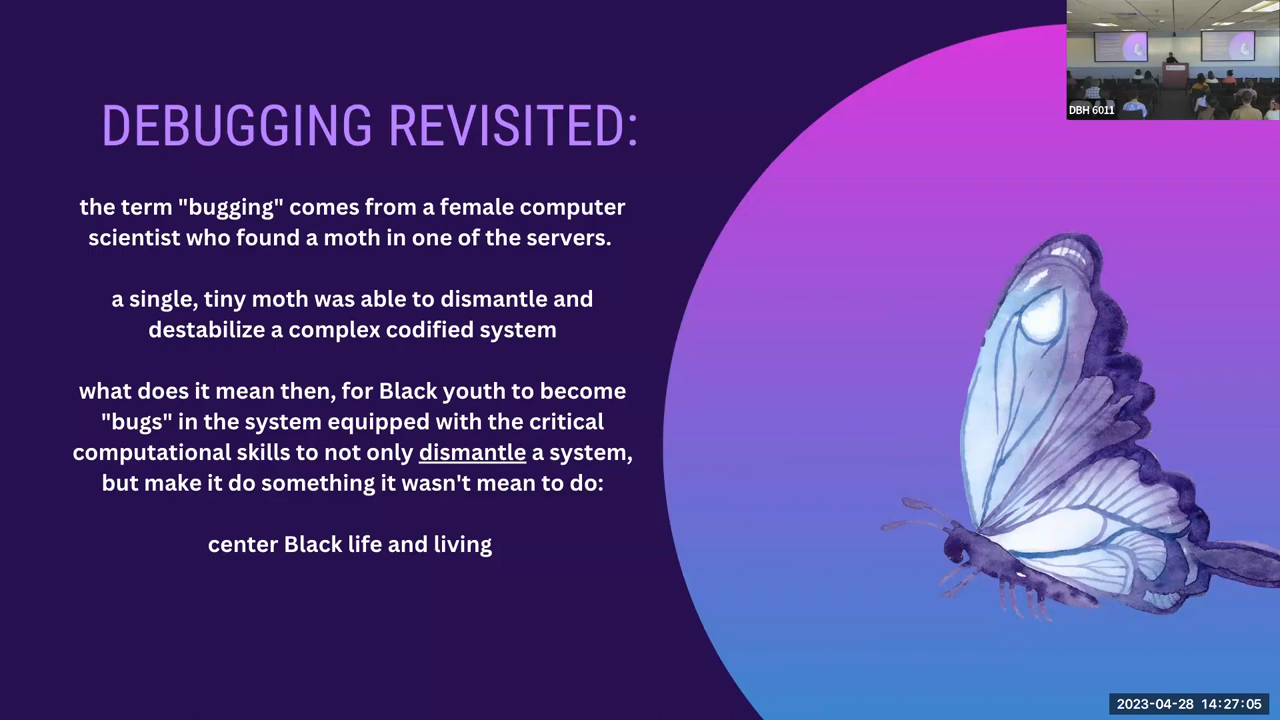 DEBUGGING REVISITED:
the term "bugging" comes from a female computer
scientist who found a moth in one of the servers.
a single, tiny moth was able to dismantle and
destabilize a complex codified system
what does it mean then, for Black youth to become
"bugs" in the system equipped with the critical
computational skills to not only dismantle a system,
but make it do something it wasn't mean to do:
center Black life and living
DBH 6011
2023-04-28 14:27:05